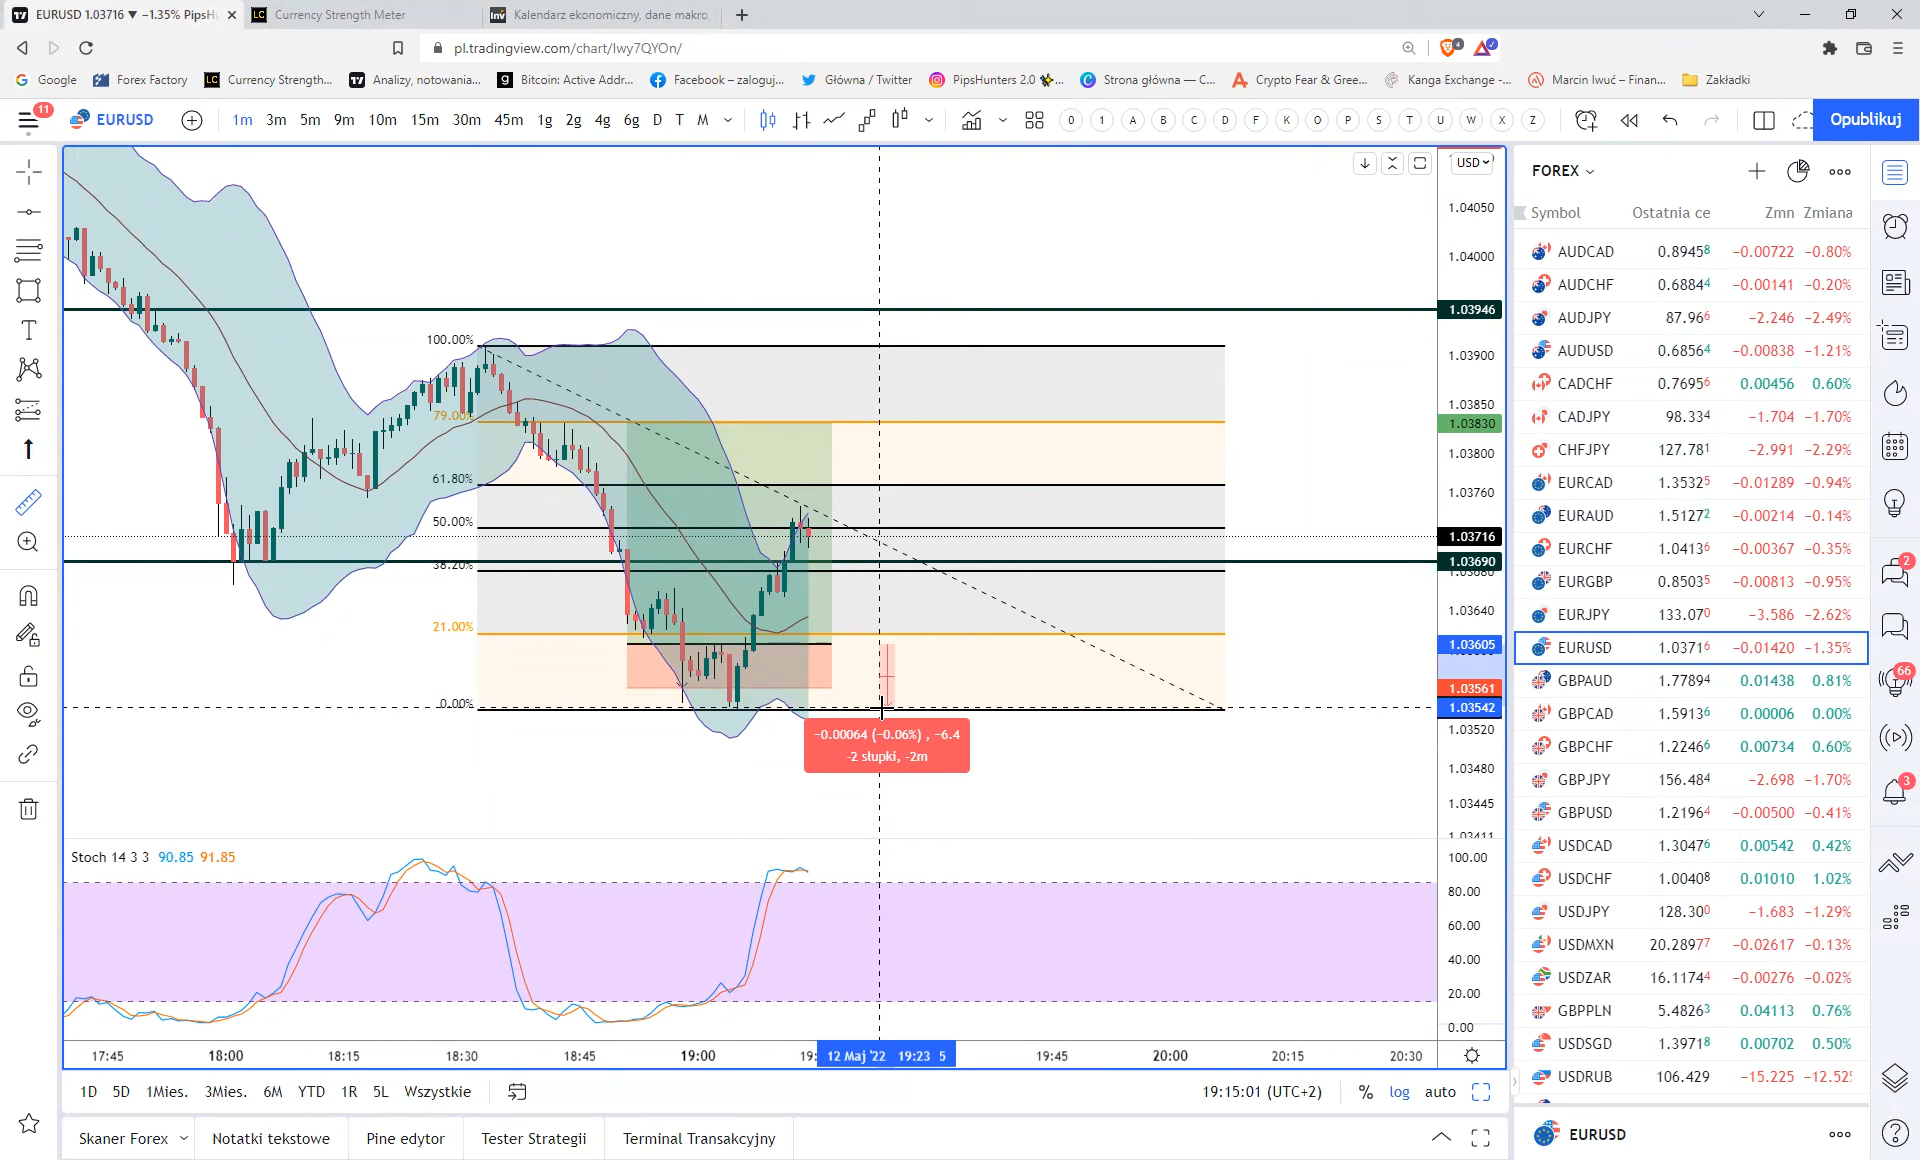 EURUSD 1.03716 ▼ −1.35% PipsHu
Currency Strength Meter
Kalendarz ekonomiczny, dane makro,
pl.tradingview.com/chart/lwy7QYOn/
Google
Forex Factory
Currency Strength...
Analizy, notowania...
Bitcoin: Active Addr...
Facebook – zaloguj...
Główna / Twitter
PipsHunters 2.0
Strona główna — C...
Crypto Fear & Gree...
Kanga Exchange -...
Marcin Iwuć – Finan...
Zakładki
11
EURUSD
1m 3m 5m 9m 10m 15m 30m 45m 1g 2g 4g 6g D T M
0 1 A B C D F K O P S T U W X Z
Opublikuj
USD
1.04050
1.04000
1.03946
1.03900
1.03850
1.03830
1.03800
1.03760
1.03716
1.03690
1.03680
1.03640
1.03605
1.03561
1.03542
1.03520
1.03480
1.03445
1.03411
100.00%
79.00%
61.80%
50.00%
38.20%
21.00%
0.00%
−0.00064 (−0.06%) , −6.4
-2 słupki, -2m
Stoch 14 3 3 90.85 91.85
100.00
80.00
60.00
40.00
20.00
0.00
17:45 18:00 18:15 18:30 18:45 19:00 19: 12 Maj '22 19:23 5 19:45 20:00 20:15 20:30
1D 5D 1Mies. 3Mies. 6M YTD 1R 5L Wszystkie
19:15:01 (UTC+2) % log auto
Skaner Forex
Notatki tekstowe
Pine edytor
Tester Strategii
Terminal Transakcyjny
FOREX
Symbol Ostatnia ce Zmn Zmiana
AUDCAD 0.89458 −0.00722 −0.80%
AUDCHF 0.68844 −0.00141 −0.20%
AUDJPY 87.966 −2.246 −2.49%
AUDUSD 0.68564 −0.00838 −1.21%
CADCHF 0.76956 0.00456 0.60%
CADJPY 98.334 −1.704 −1.70%
CHFJPY 127.781 −2.991 −2.29%
EURCAD 1.35325 −0.01289 −0.94%
EURAUD 1.51272 −0.00214 −0.14%
EURCHF 1.04136 −0.00367 −0.35%
EURGBP 0.85035 −0.00813 −0.95%
EURJPY 133.070 −3.586 −2.62%
EURUSD 1.03716 −0.01420 −1.35%
GBPAUD 1.77894 0.01438 0.81%
GBPCAD 1.59136 0.00006 0.00%
GBPCHF 1.22466 0.00734 0.60%
GBPJPY 156.484 −2.698 −1.70%
GBPUSD 1.21964 −0.00500 −0.41%
USDCAD 1.30476 0.00542 0.42%
USDCHF 1.00408 0.01010 1.02%
USDJPY 128.300 −1.683 −1.29%
USDMXN 20.28977 −0.02617 −0.13%
USDZAR 16.11744 −0.00276 −0.02%
GBPPLN 5.48263 0.04113 0.76%
USDSGD 1.39718 0.00702 0.50%
USDRUB 106.429 −15.225 −12.52
EURUSD
2
66
3